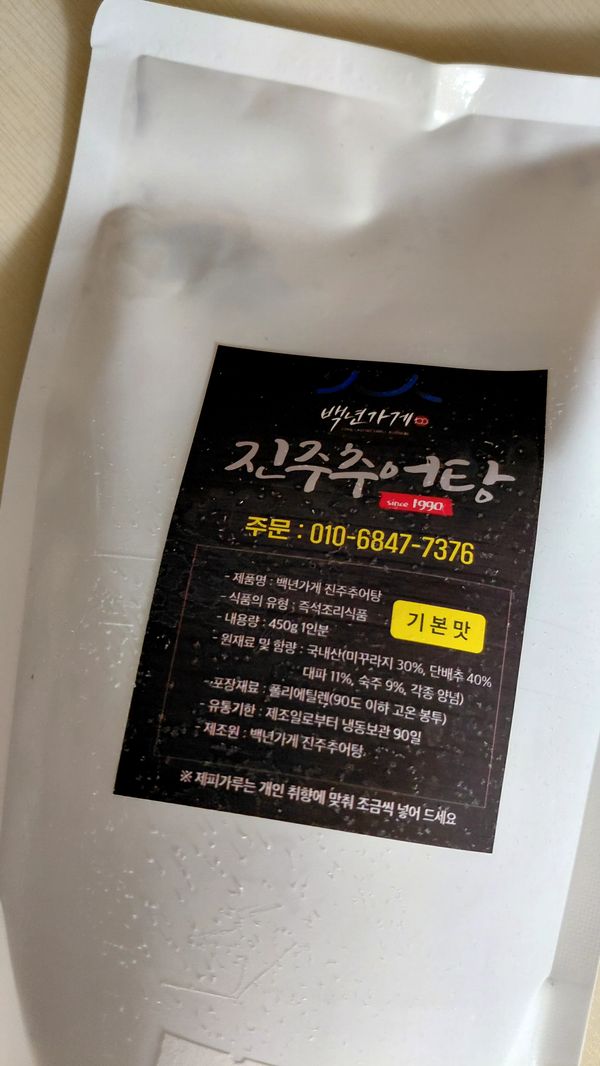 백년가게
진주추어탕
since 1990
주문 : 010-6847-7376
- 제품명 : 백년가게 진주추어탕
- 식품의 유형 : 즉석조리식품
기본맛
- 내용량 : 450g 1인분
- 원재료 및 함량 : 국내산(미꾸라지 30%, 단배추 40%
대파 11%, 숙주 9%, 각종 양념)
- 포장재료 : 폴리에틸렌(90도 이하 고온 봉투)
- 유통기한 : 제조일로부터 냉동보관 90일
- 제조원 : 백년가게 진주추어탕
※ 제피가루는 개인 취향에 맞춰 조금씩 넣어 드세요